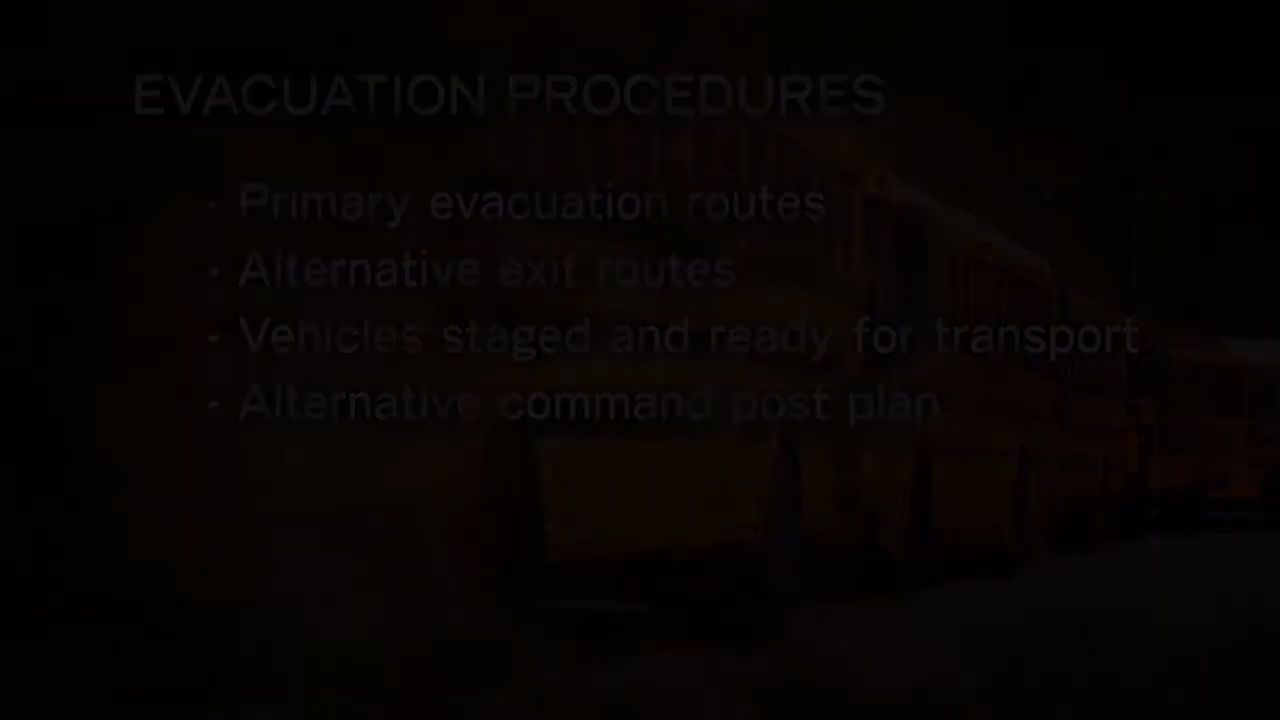 EVACUATION PROCEDURES
- Primary evacuation routes
- Alternative exit routes
- Vehicles staged and ready for transport
- Alternative command post plan